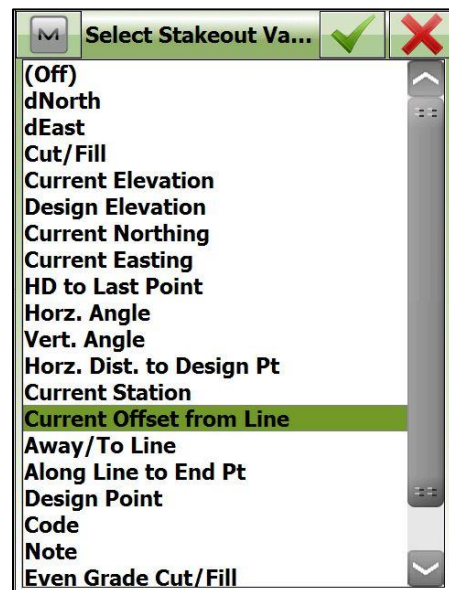 M Select Stakeout Va...
(Off)
dNorth
dEast
Cut/Fill
Current Elevation
Design Elevation
Current Northing
Current Easting
HD to Last Point
Horz. Angle
Vert. Angle
Horz. Dist. to Design Pt
Current Station
Current Offset from Line
Away/To Line
Along Line to End Pt
Design Point
Code
Note
Even Grade Cut/Fill